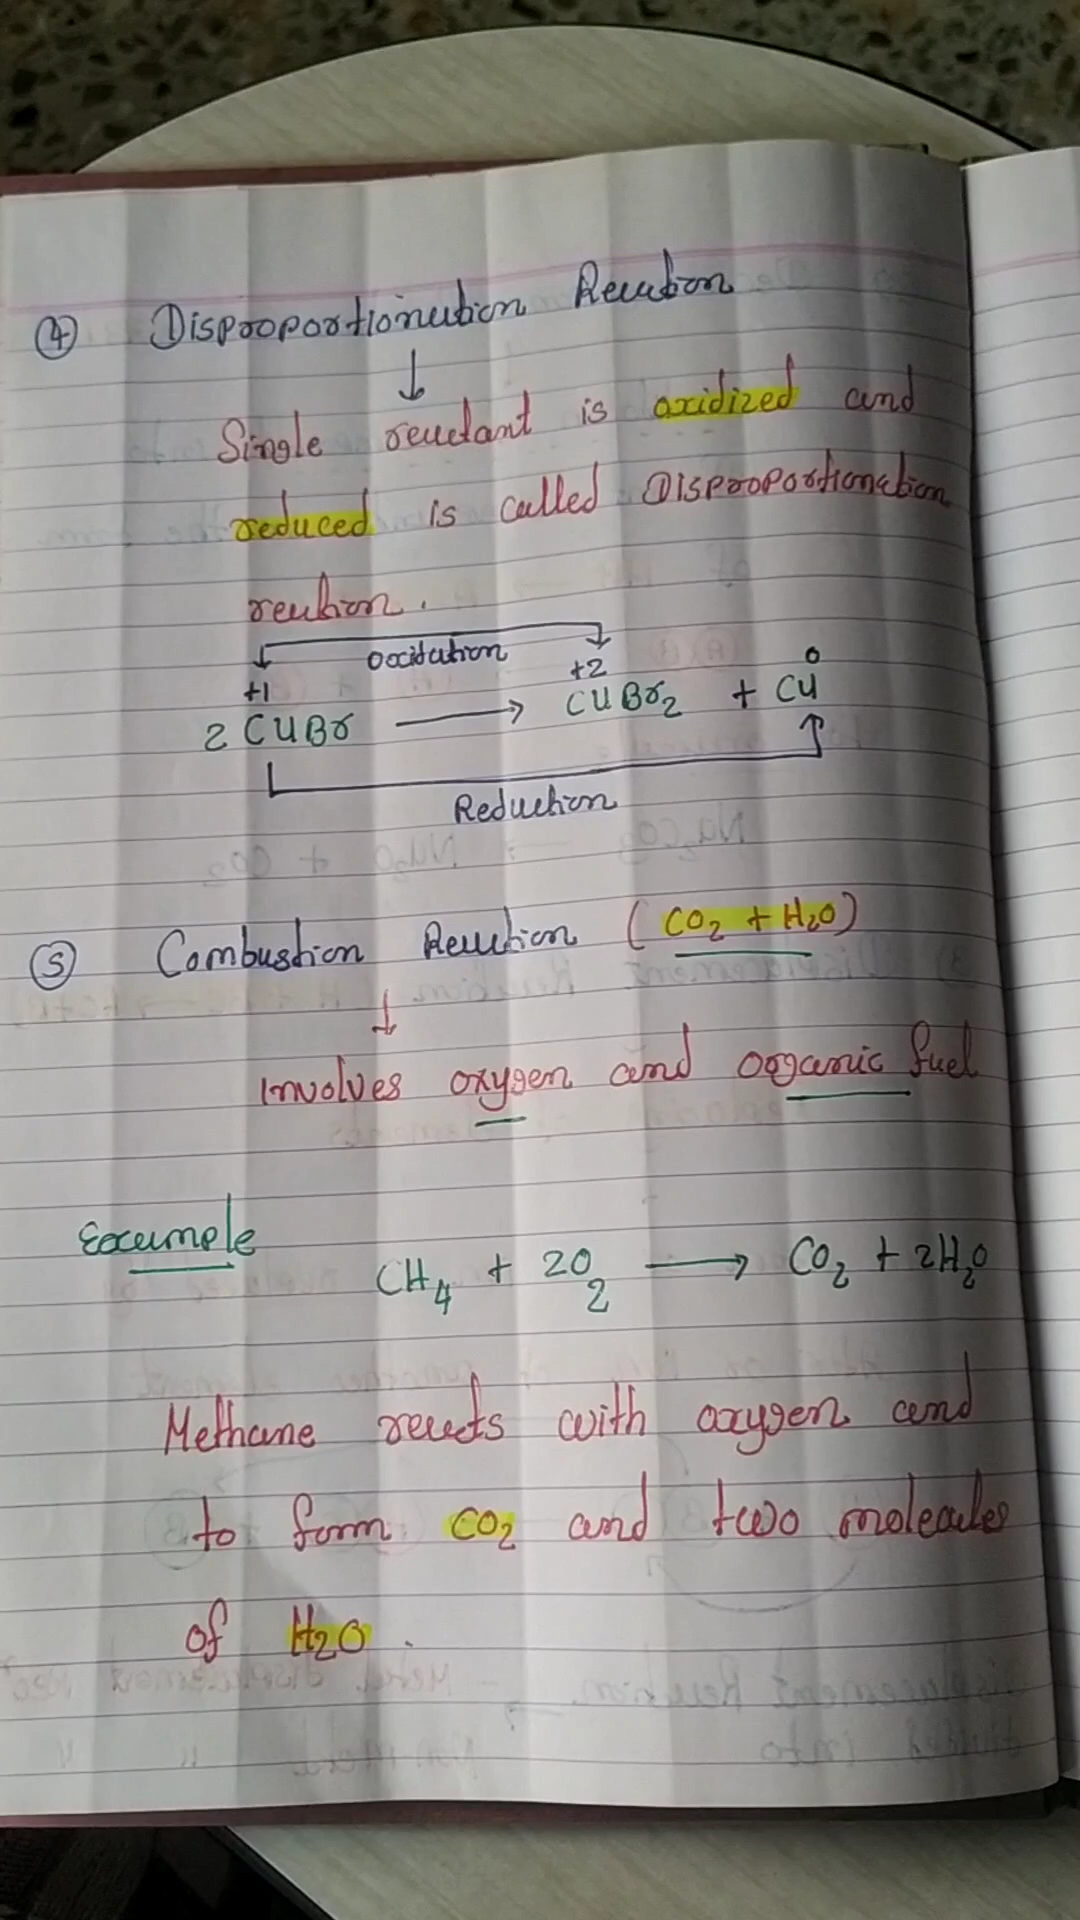 ④ Disproportionation Reaction
↓
Single reactant is oxidized and
reduced is called Disproportionation
reaction.
oxidation
+1 +2 0
2 CuBr ⟶ CuBr₂ + Cu
Reduction
⑤ Combustion Reaction (CO₂ + H₂O)
↓
Involves oxygen and organic fuel
Example
CH₄ + 2O₂ ⟶ CO₂ + 2H₂O
Methane reacts with oxygen and
to form CO₂ and two molecules
of H₂O.